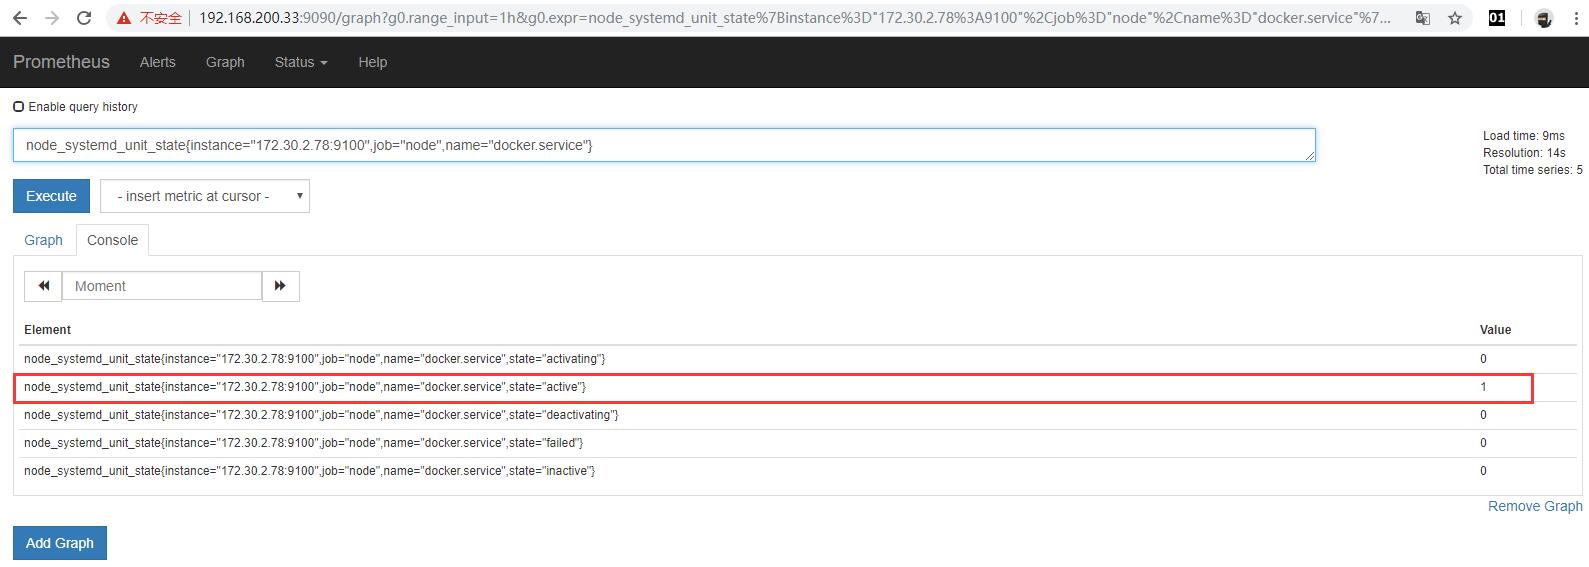 不安全 192.168.200.33:9090/graph?g0.range_input=1h&g0.expr=node_systemd_unit_state%7Binstance%3D"172.30.2.78%3A9100"%2Cjob%3D"node"%2Cname%3D"docker.service"%7... 01
Prometheus Alerts Graph Status Help
Enable query history
node_systemd_unit_state{instance="172.30.2.78:9100",job="node",name="docker.service"}
Load time: 9ms
Resolution: 14s
Total time series: 5
Execute - insert metric at cursor -
Graph Console
Moment
Element Value
node_systemd_unit_state{instance="172.30.2.78:9100",job="node",name="docker.service",state="activating"} 0
node_systemd_unit_state{instance="172.30.2.78:9100",job="node",name="docker.service",state="active"} 1
node_systemd_unit_state{instance="172.30.2.78:9100",job="node",name="docker.service",state="deactivating"} 0
node_systemd_unit_state{instance="172.30.2.78:9100",job="node",name="docker.service",state="failed"} 0
node_systemd_unit_state{instance="172.30.2.78:9100",job="node",name="docker.service",state="inactive"} 0
Remove Graph
Add Graph